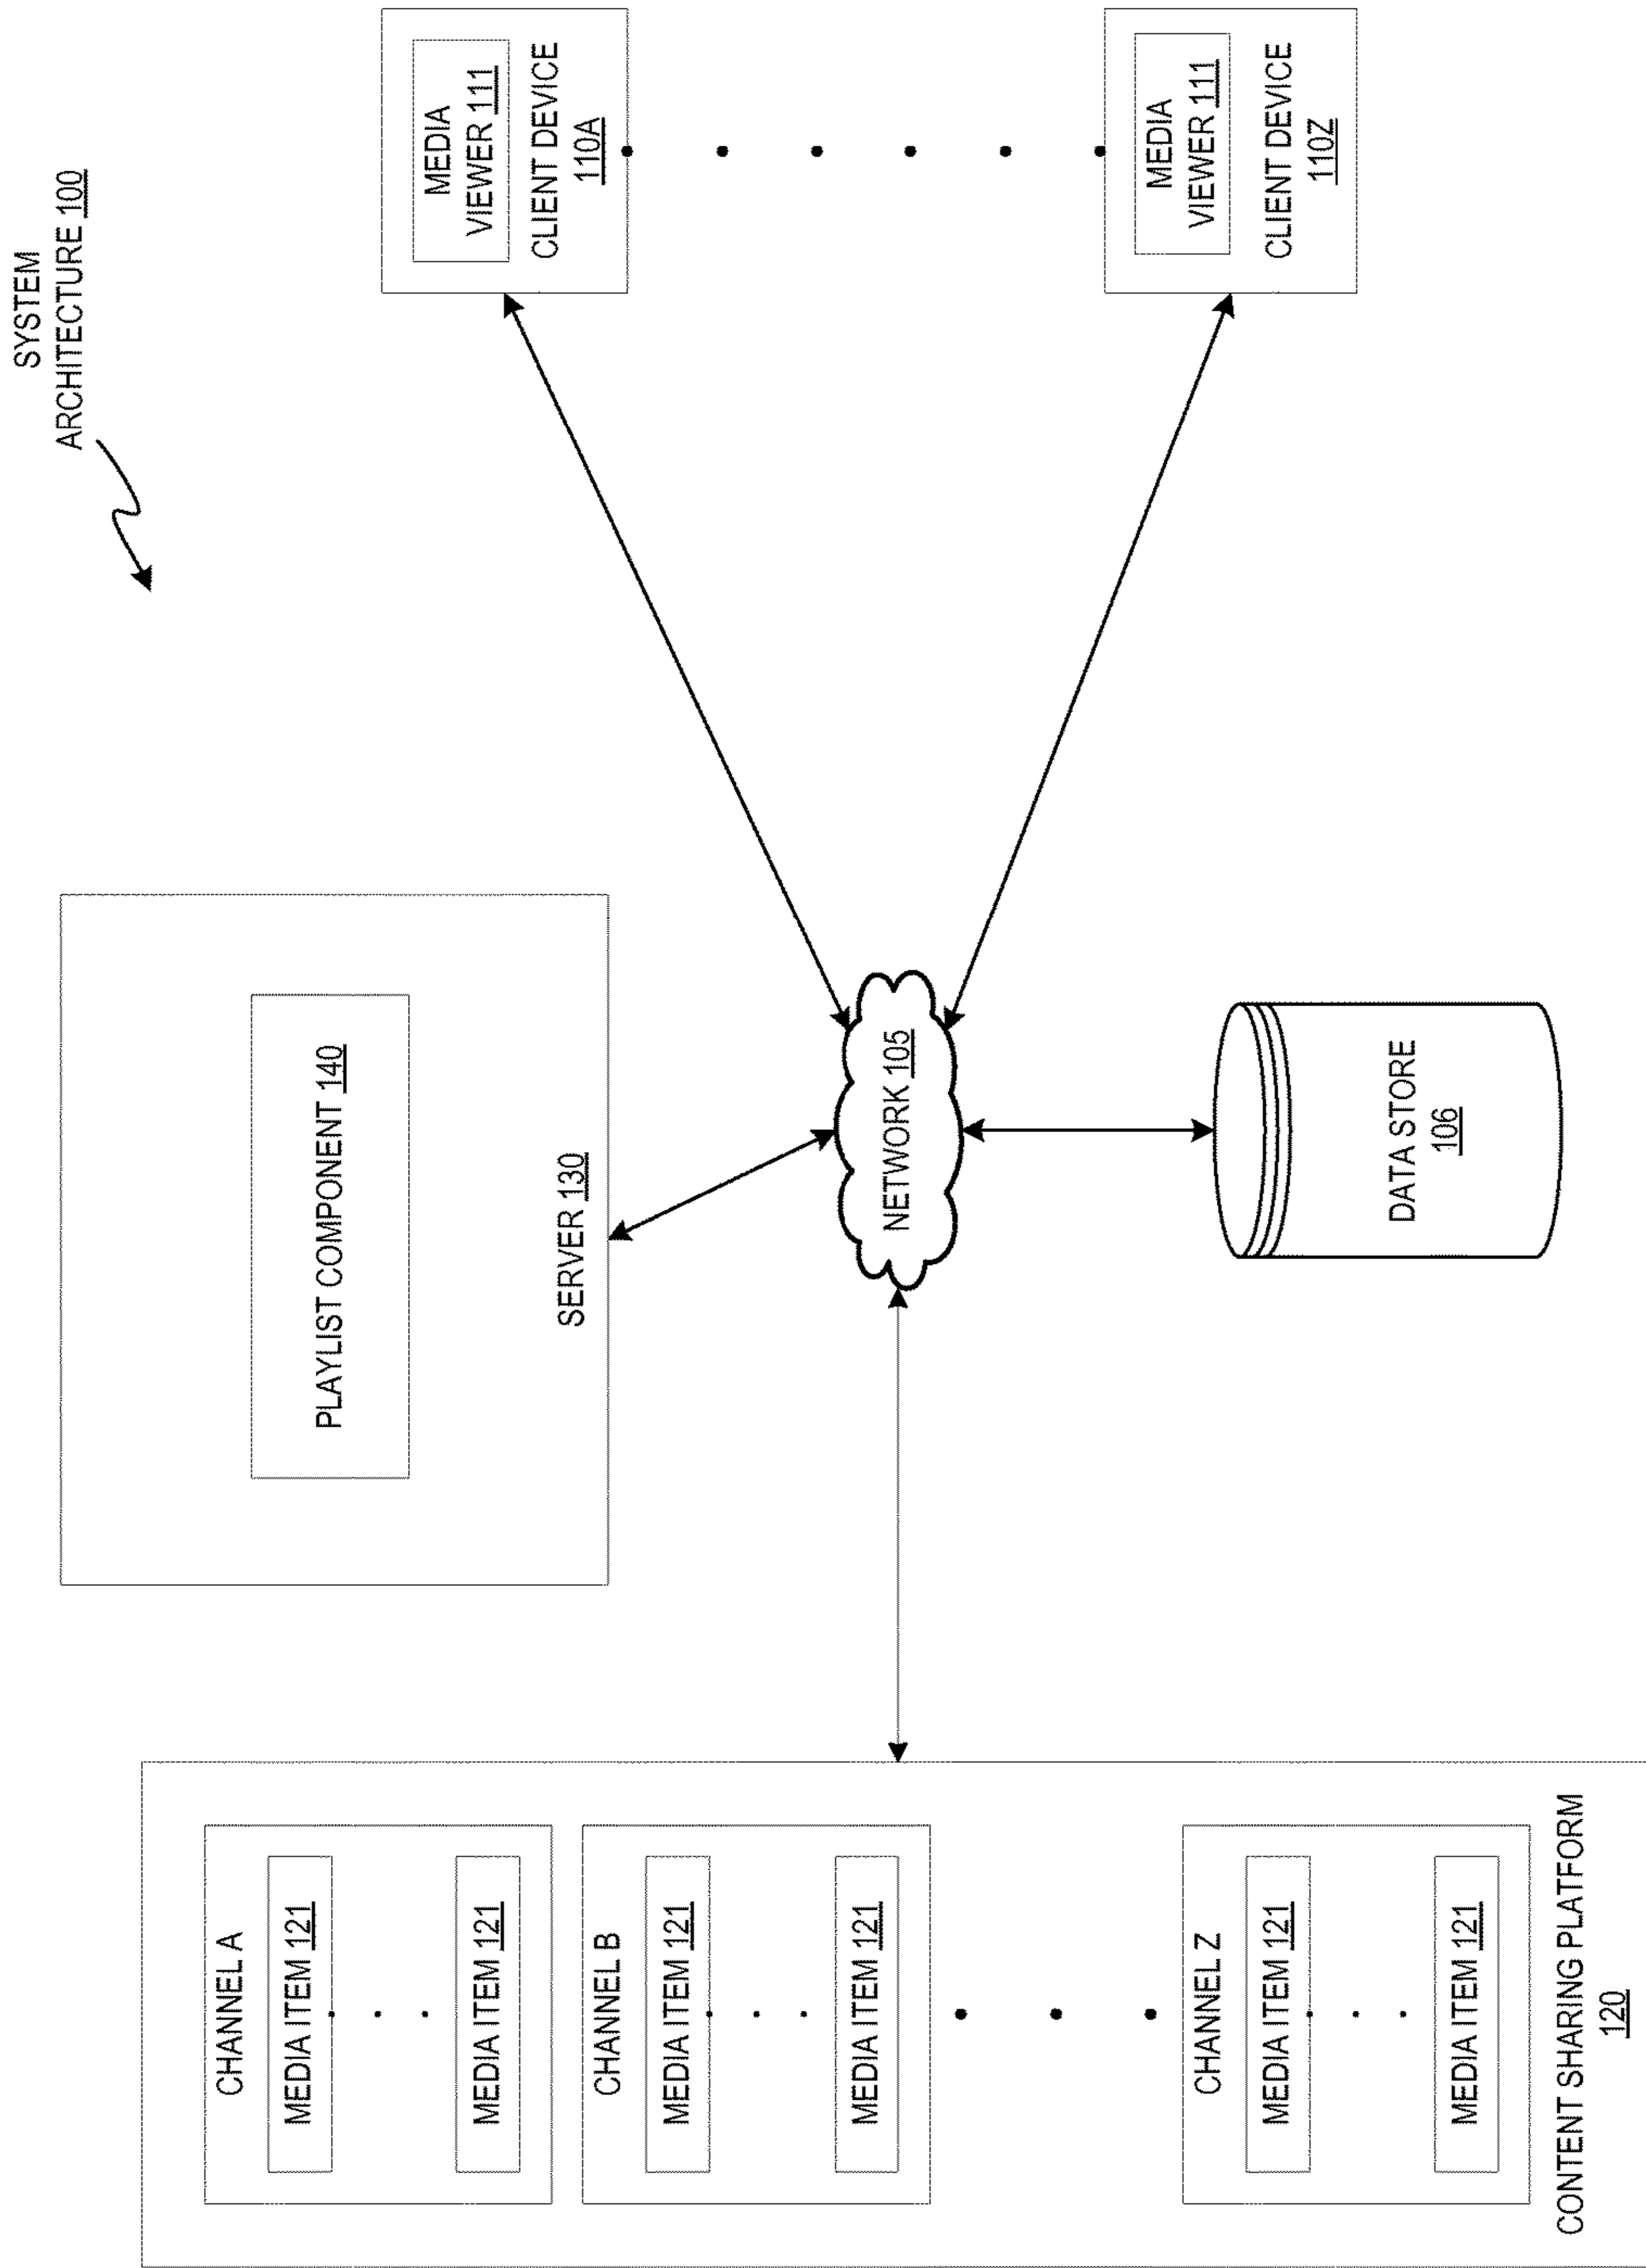 SYSTEM
ARCHITECTURE 100
CHANNEL A
MEDIA ITEM 121
MEDIA ITEM 121
CHANNEL B
MEDIA ITEM 121
MEDIA ITEM 121
CHANNEL Z
MEDIA ITEM 121
MEDIA ITEM 121
CONTENT SHARING PLATFORM
120
PLAYLIST COMPONENT 140
SERVER 130
NETWORK 105
DATA STORE
106
MEDIA
VIEWER 111
CLIENT DEVICE
110A
MEDIA
VIEWER 111
CLIENT DEVICE
110Z